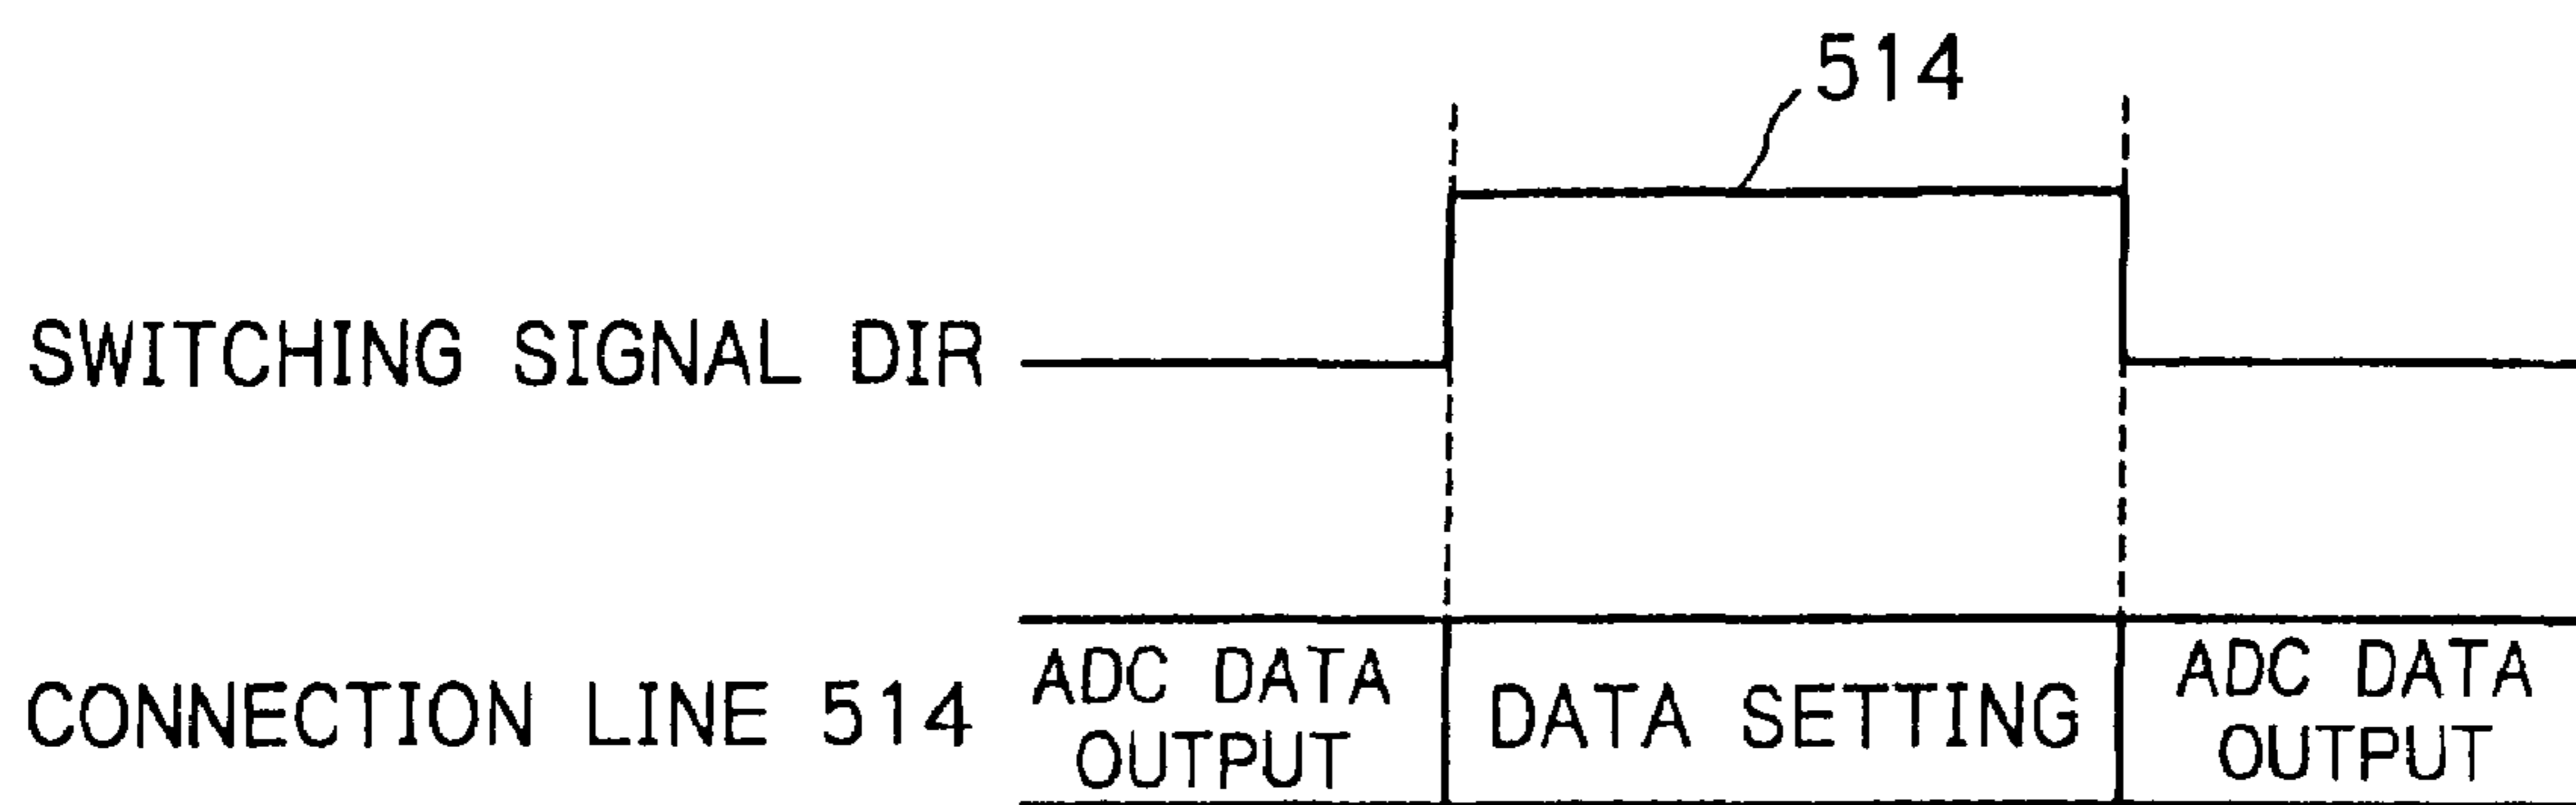 514
SWITCHING SIGNAL DIR
CONNECTION LINE 514
ADC DATA
OUTPUT
DATA SETTING
ADC DATA
OUTPUT